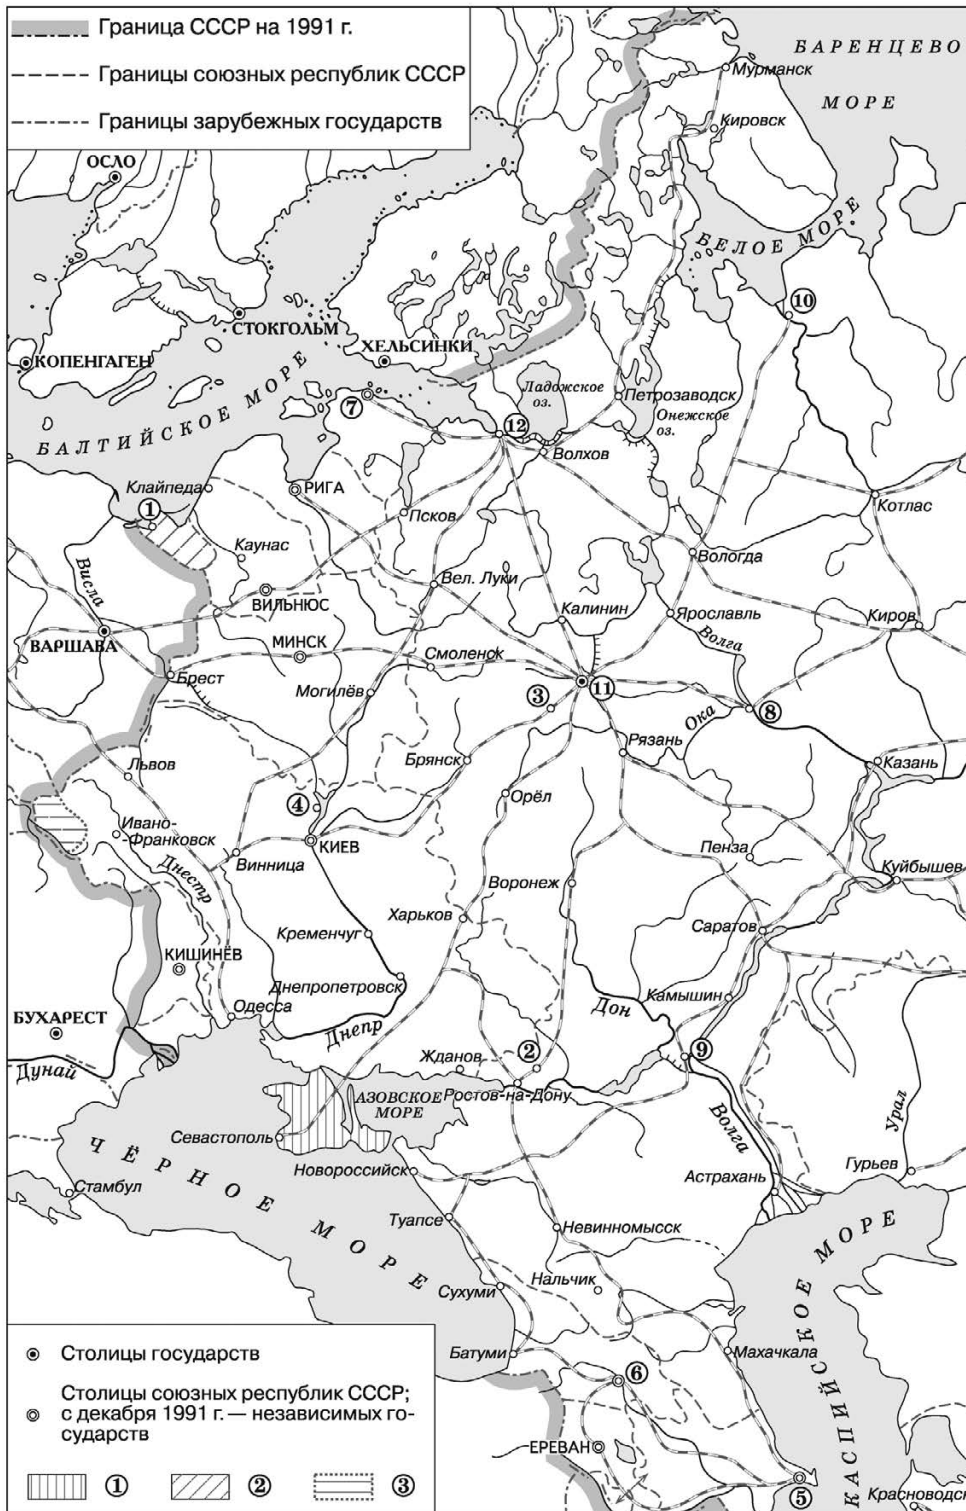 Граница СССР на 1991 г.
Границы союзных республик СССР
Границы зарубежных государств
БАРЕНЦЕВО
МОРЕ
Мурманск
Кировск
ОСЛО
БЕЛОЕ МОРЕ
10
СТОКГОЛЬМ
ХЕЛЬСИНКИ
КОПЕНГАГЕН
БАЛТИЙСКОЕ МОРЕ
7
Ладожское
оз.
Петрозаводск
Онежское
оз.
12
Волхов
Клайпеда
РИГА
1
Псков
Котлас
Каунас
Вологда
Висла
ВИЛЬНЮС
Вел. Луки
Калинин
Ярославль
Киров
ВАРШАВА
МИНСК
Смоленск
Волга
Брест
Могилёв
3
11
Ока
8
Рязань
Львов
Брянск
Казань
4
Орёл
Ивано-
-Франковск
КИЕВ
Пенза
Днестр
Винница
Куйбышев
Воронеж
Харьков
Саратов
Кременчуг
КИШИНЁВ
Днепропетровск
Камышин
Одесса
Дон
БУХАРЕСТ
Днепр
Дунай
Жданов
2
9
АЗОВСКОЕ
МОРЕ
Ростов-на-Дону
Волга
Урал
Севастополь
ЧЁРНОЕ МОРЕ
Новороссийск
Астрахань
Гурьев
Стамбул
Туапсе
Невинномысск
КАСПИЙСКОЕ МОРЕ
Нальчик
Сухуми
Батуми
Махачкала
6
ЕРЕВАН
5
Красноводск
Столицы государств
Столицы союзных республик СССР;
с декабря 1991 г. — независимых го-
сударств
1
2
3